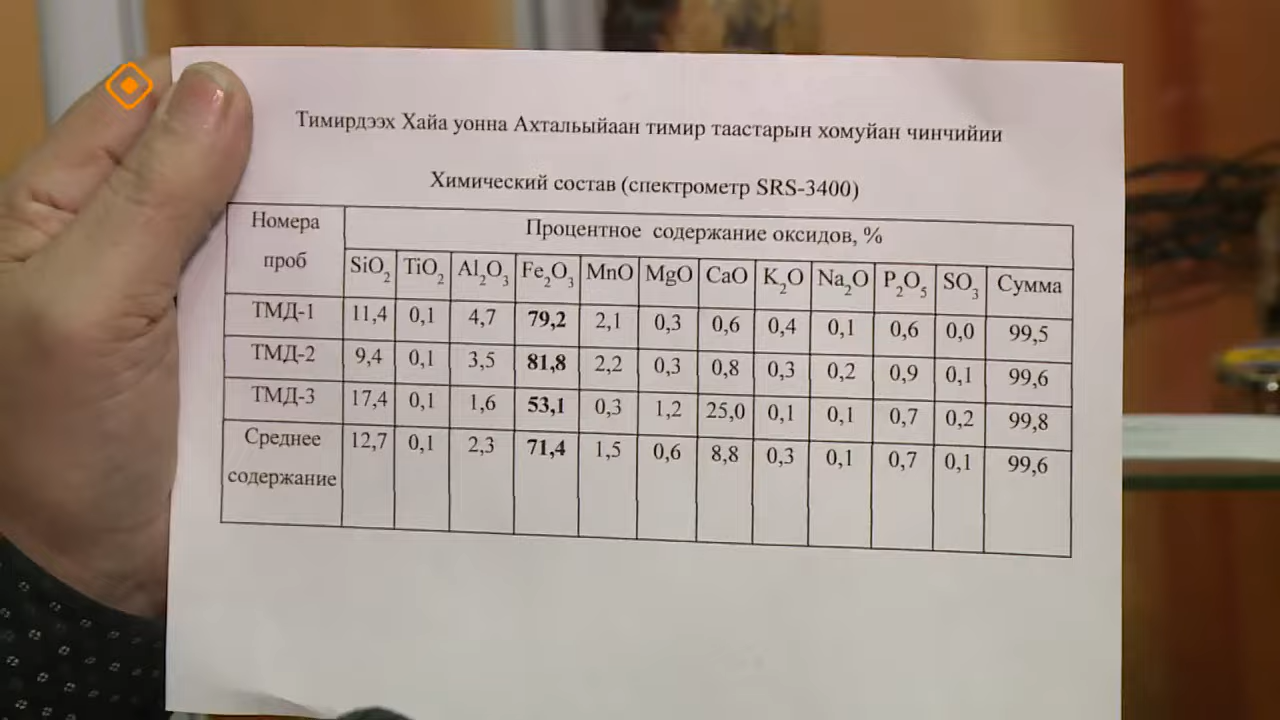 Тимирдээх Хайа уонна Ахтальыйаан тимир таастарын хомуйан чинчийии
Химический состав (спектрометр SRS-3400)
Номера проб Процентное содержание оксидов, %
SiO₂ TiO₂ Al₂O₃ Fe₂O₃ MnO MgO CaO K₂O Na₂O P₂O₅ SO₃ Сумма
ТМД-1 11,4 0,1 4,7 79,2 2,1 0,3 0,6 0,4 0,1 0,6 0,0 99,5
ТМД-2 9,4 0,1 3,5 81,8 2,2 0,3 0,8 0,3 0,2 0,9 0,1 99,6
ТМД-3 17,4 0,1 1,6 53,1 0,3 1,2 25,0 0,1 0,1 0,7 0,2 99,8
Среднее содержание 12,7 0,1 2,3 71,4 1,5 0,6 8,8 0,3 0,1 0,7 0,1 99,6